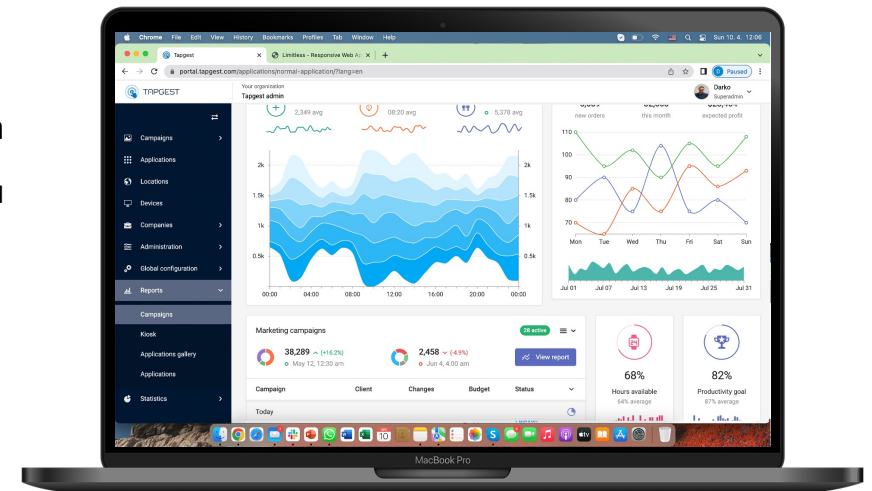 Chrome File Edit View History Bookmarks Profiles Tab Window Help
Sun 10. 4. 12:06
Tapgest
Limitless - Responsive Web A
portal.tapgest.com/applications/normal-application/?lang=en
Paused
TAPGEST
Your organization
Tapgest admin
Darko
Superadmin
2,349 avg
08:20 avg
5,378 avg
new orders
this month
expected profit
Campaigns
Applications
Locations
Devices
Companies
Administration
Global configuration
Reports
Campaigns
Kiosk
Applications gallery
Applications
Statistics
2k
1.5k
1k
0.5k
2k
1.5k
1k
0.5k
00:00 04:00 08:00 12:00 16:00 20:00 00:00
110
100
90
80
70
Mon Tue Wed Thu Fri Sat Sun
Jul 01 Jul 07 Jul 13 Jul 19 Jul 25 Jul 31
Marketing campaigns
28 active
38,289 (+16.2%)
May 12, 12:30 am
2,458 (-4.9%)
Jun 4, 4:00 am
View report
Campaign Client Changes Budget Status
Today
68%
Hours available
64% average
82%
Productivity goal
87% average
MacBook Pro